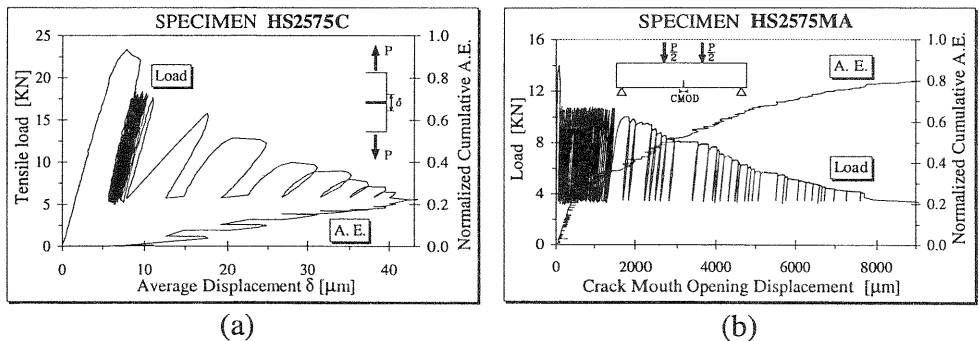 SPECIMEN HS2575C
25
20
15
10
5
0
Tensile load [KN]
Load
P
δ
P
A. E.
1.0
0.8
0.6
0.4
0.2
0.0
Normalized Cumulative A.E.
0 10 20 30 40
Average Displacement δ [μm]
(a)
SPECIMEN HS2575MA
16
12
8
4
0
Load [KN]
P/2 P/2
CMOD
A. E.
Load
1.0
0.8
0.6
0.4
0.2
0.0
Normalized Cumulative A.E.
0 2000 4000 6000 8000
Crack Mouth Opening Displacement [μm]
(b)